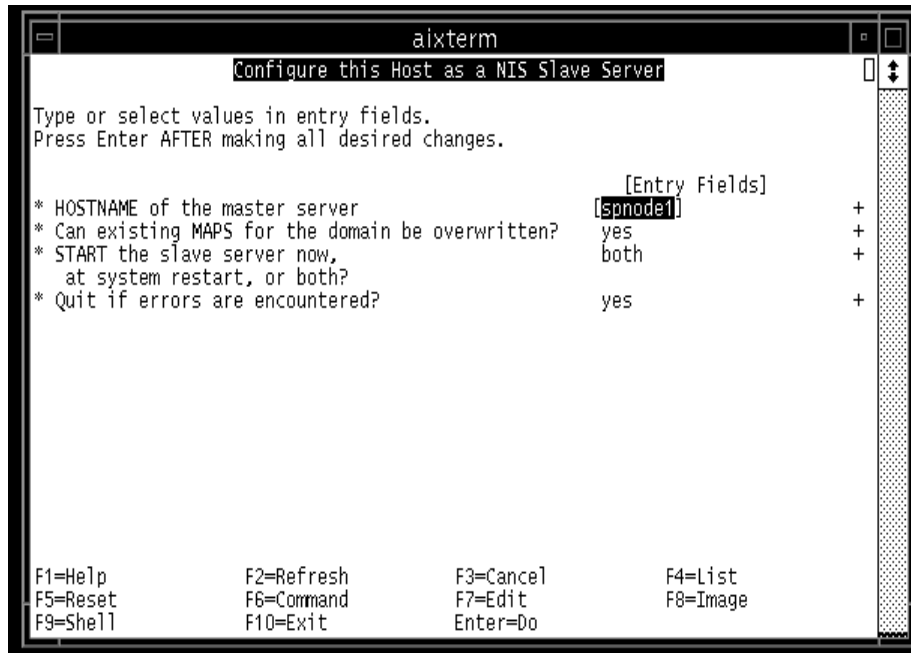 aixterm
Configure this Host as a NIS Slave Server
Type or select values in entry fields.
Press Enter AFTER making all desired changes.
[Entry Fields]
* HOSTNAME of the master server [spnode1] +
* Can existing MAPS for the domain be overwritten? yes +
* START the slave server now, both +
at system restart, or both?
* Quit if errors are encountered? yes +
F1=Help F2=Refresh F3=Cancel F4=List
F5=Reset F6=Command F7=Edit F8=Image
F9=Shell F10=Exit Enter=Do